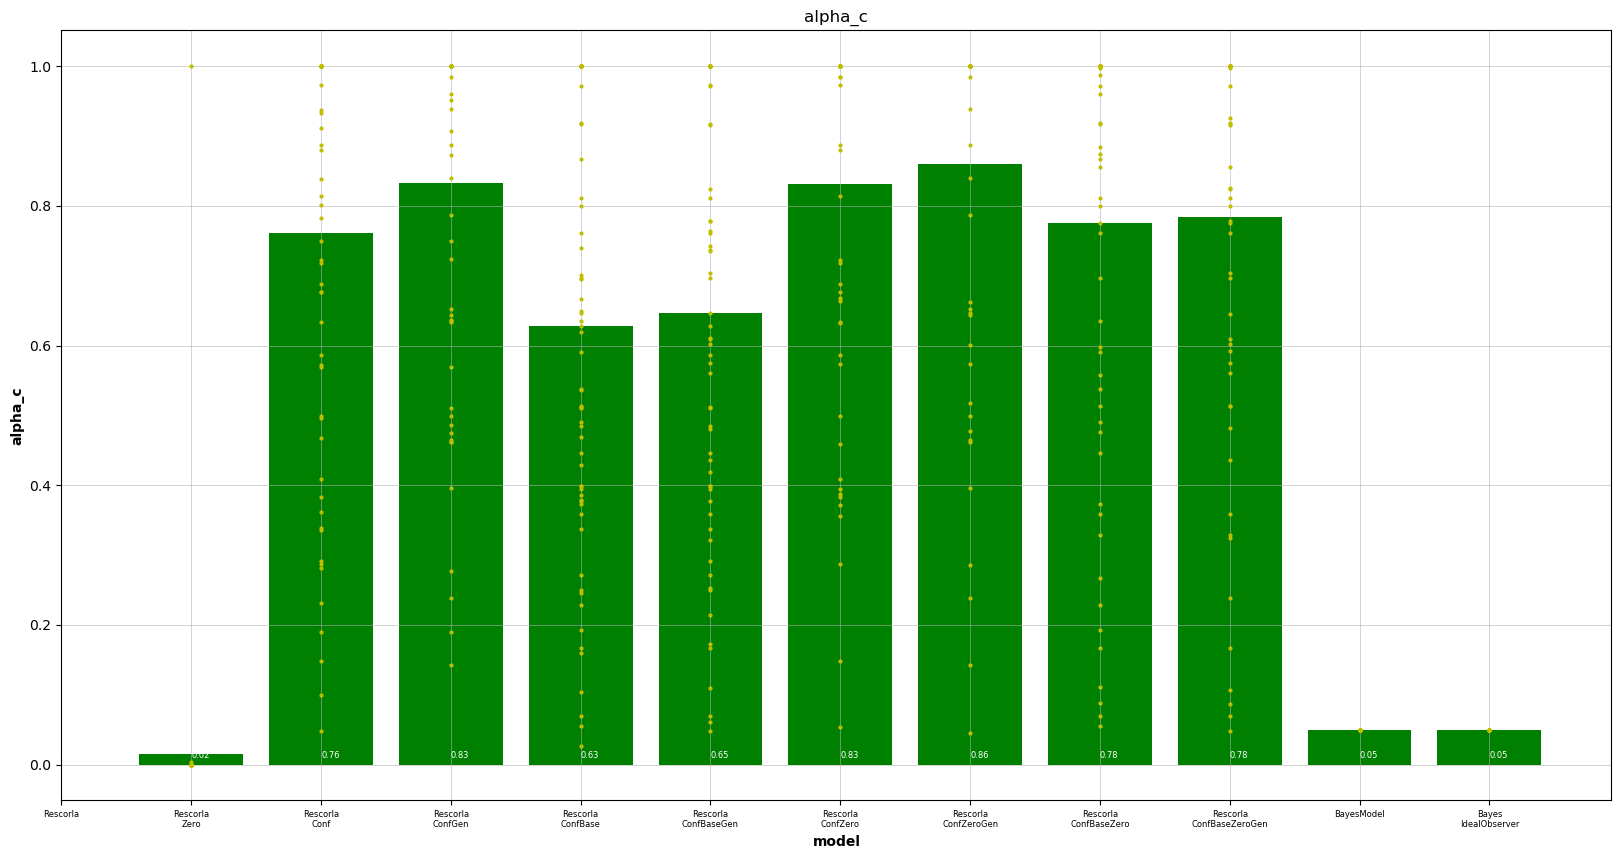 alpha_c
alpha_c
1.0
0.8
0.6
0.4
0.2
0.0
0.02
0.76
0.83
0.63
0.65
0.83
0.86
0.78
0.78
0.05
0.05
Rescorla
Rescorla
Zero
Rescorla
Conf
Rescorla
ConfGen
Rescorla
ConfBase
Rescorla
ConfBaseGen
Rescorla
ConfZero
Rescorla
ConfZeroGen
Rescorla
ConfBaseZero
Rescorla
ConfBaseZeroGen
BayesModel
Bayes
IdealObserver
model